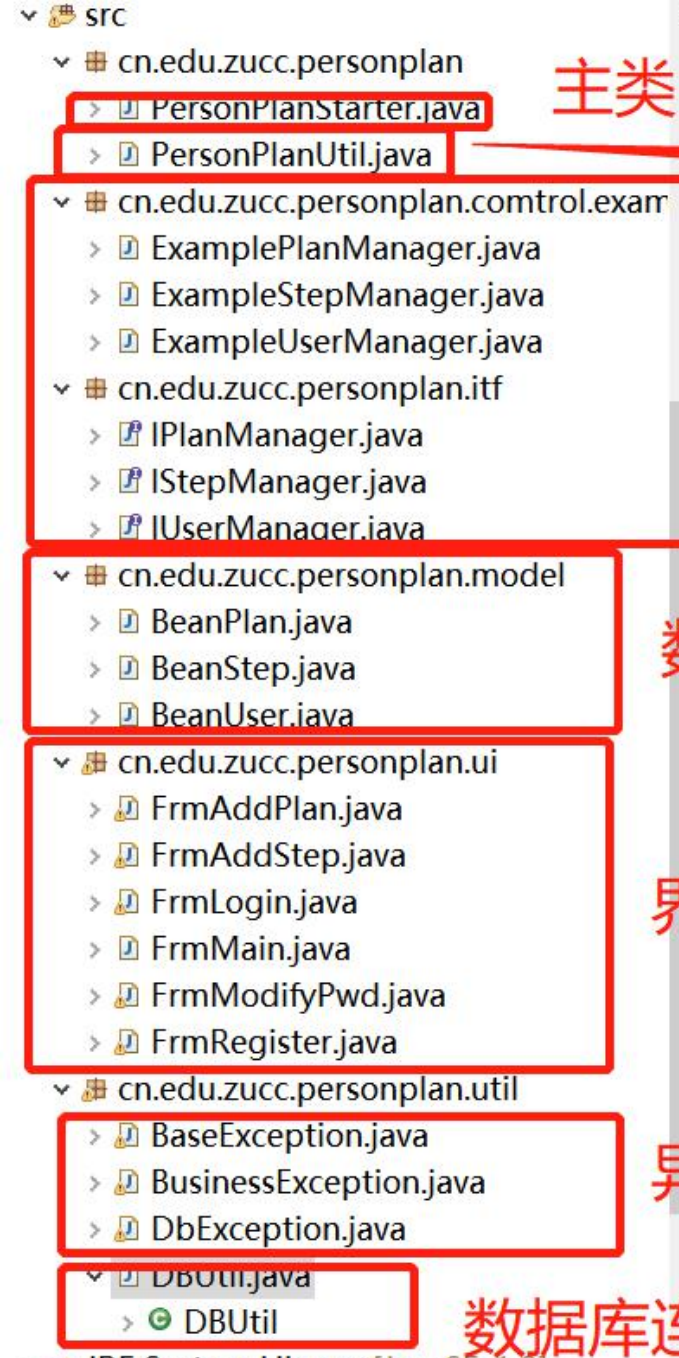 src
cn.edu.zucc.personplan
主类
PersonPlanStarter.java
PersonPlanUtil.java
cn.edu.zucc.personplan.comtrol.exam
ExamplePlanManager.java
ExampleStepManager.java
ExampleUserManager.java
cn.edu.zucc.personplan.itf
IPlanManager.java
IStepManager.java
IUserManager.java
cn.edu.zucc.personplan.model
BeanPlan.java
BeanStep.java
BeanUser.java
cn.edu.zucc.personplan.ui
FrmAddPlan.java
FrmAddStep.java
FrmLogin.java
FrmMain.java
FrmModifyPwd.java
FrmRegister.java
cn.edu.zucc.personplan.util
BaseException.java
BusinessException.java
DbException.java
DBUtil.java
DBUtil
数据库连